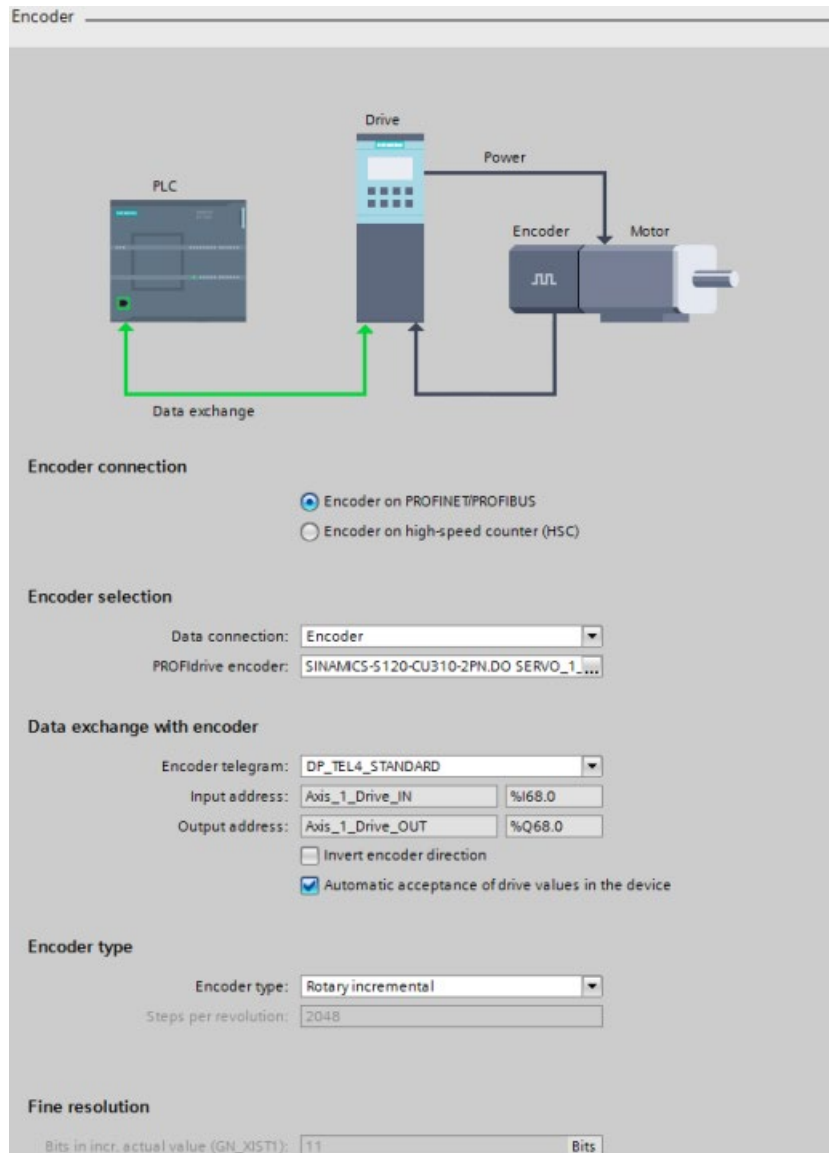 Encoder
Drive
Power
PLC
Encoder
Motor
Data exchange
Encoder connection
Encoder on PROFINET/PROFIBUS
Encoder on high-speed counter (HSC)
Encoder selection
Data connection: Encoder
PROFIdrive encoder: SINAMICS-S120-CU310-2PN.DO SERVO_1_ ...
Data exchange with encoder
Encoder telegram: DP_TEL4_STANDARD
Input address: Axis_1_Drive_IN %I68.0
Output address: Axis_1_Drive_OUT %Q68.0
Invert encoder direction
Automatic acceptance of drive values in the device
Encoder type
Encoder type: Rotary incremental
Steps per revolution: 2048
Fine resolution
Bits in incr. actual value (GN_XIST1): 11 Bits